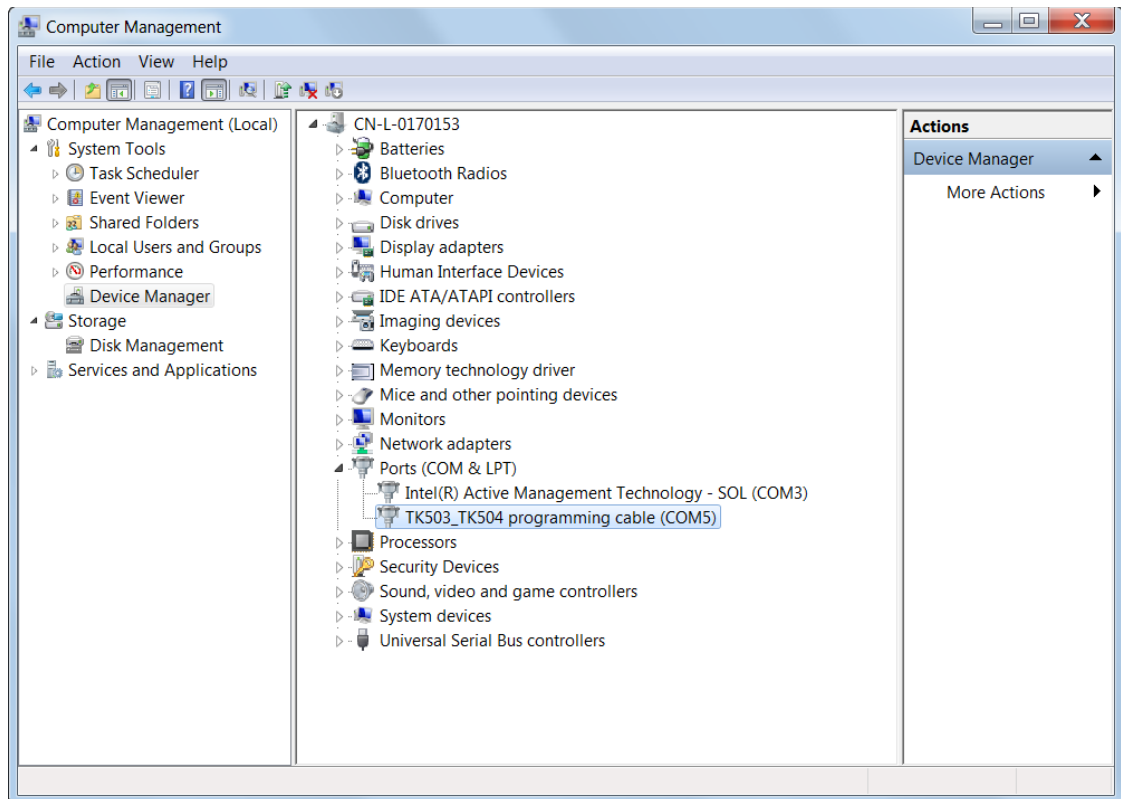 Computer Management
File Action View Help
Computer Management (Local)
System Tools
Task Scheduler
Event Viewer
Shared Folders
Local Users and Groups
Performance
Device Manager
Storage
Disk Management
Services and Applications
CN-L-0170153
Batteries
Bluetooth Radios
Computer
Disk drives
Display adapters
Human Interface Devices
IDE ATA/ATAPI controllers
Imaging devices
Keyboards
Memory technology driver
Mice and other pointing devices
Monitors
Network adapters
Ports (COM & LPT)
Intel(R) Active Management Technology - SOL (COM3)
TK503_TK504 programming cable (COM5)
Processors
Security Devices
Sound, video and game controllers
System devices
Universal Serial Bus controllers
Actions
Device Manager
More Actions